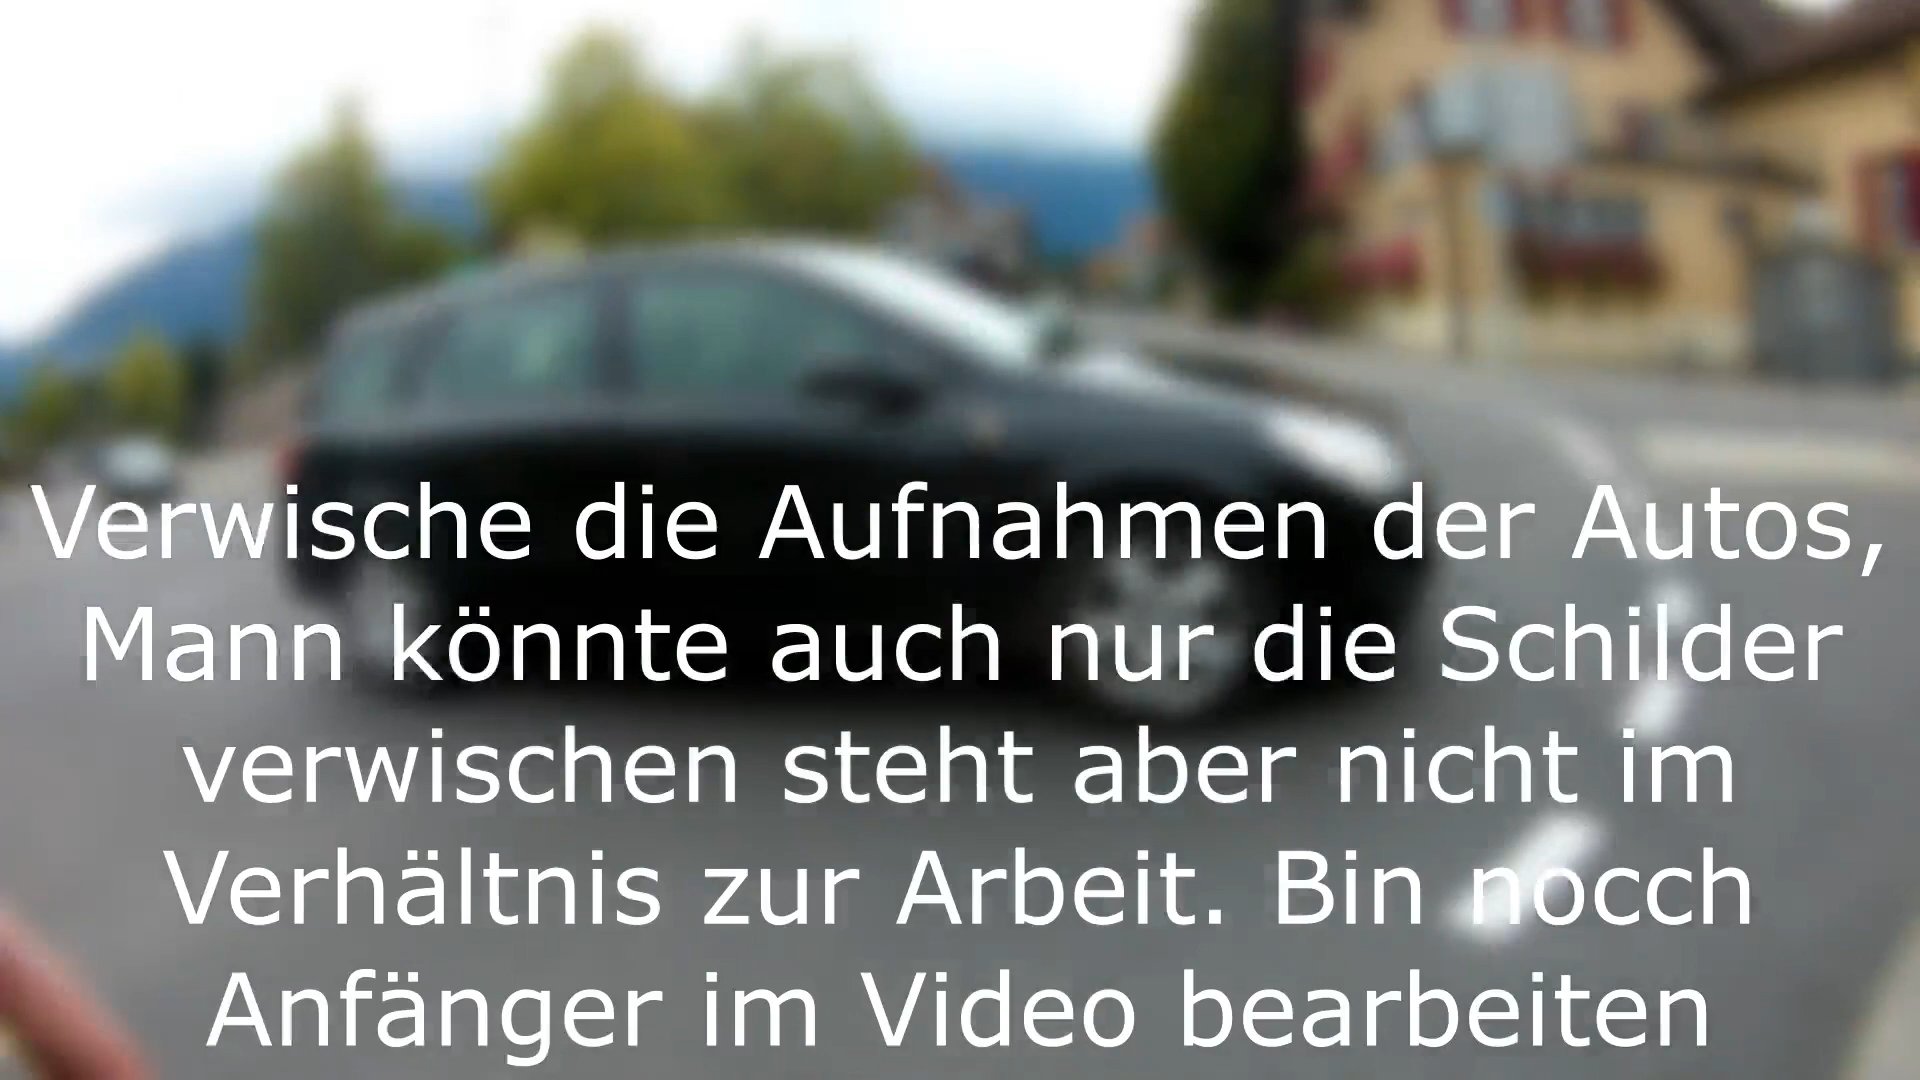 Verwische die Aufnahmen der Autos,
Mann könnte auch nur die Schilder
verwischen steht aber nicht im
Verhältnis zur Arbeit. Bin nocch
Anfänger im Video bearbeiten